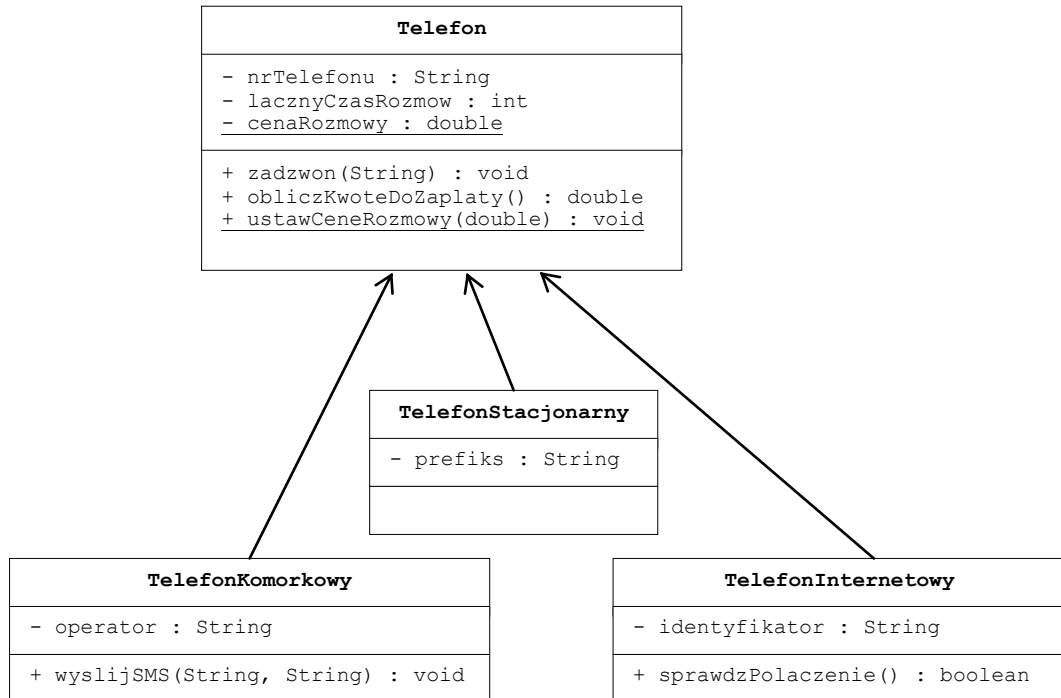 Telefon
- nrTelefonu : String
- lacznyCzasRozmow : int
- cenaRozmowy : double
+ zadzwon(String) : void
+ obliczKwoteDoZaplaty() : double
+ ustawCeneRozmowy(double) : void
TelefonStacjonarny
- prefiks : String
TelefonKomorkowy
- operator : String
+ wyslijSMS(String, String) : void
TelefonInternetowy
- identyfikator : String
+ sprawdzPolaczenie() : boolean